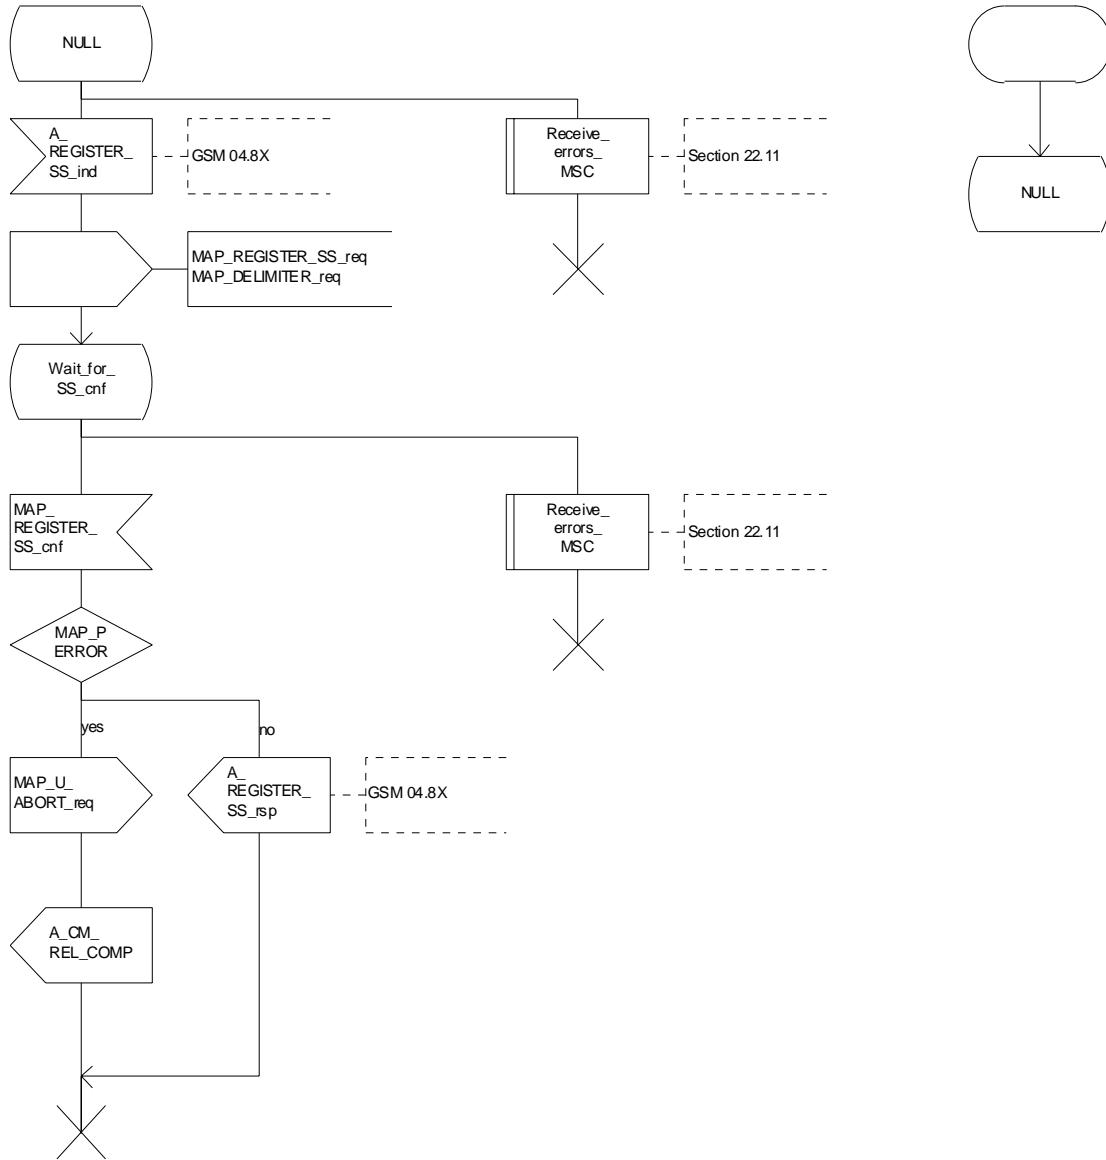 NULL
A_
REGISTER_
SS_ind
GSM 04.8X
Receive_
errors_
MSC
Section 22.11
NULL
MAP_REGISTER_SS_req
MAP_DELIMITER_req
Wait_for_
SS_cnf
MAP_
REGISTER_
SS_cnf
Receive_
errors_
MSC
Section 22.11
MAP_P
ERROR
yes
no
MAP_U_
ABORT_req
A_
REGISTER_
SS_rsp
GSM 04.8X
A_CM_
REL_COMP